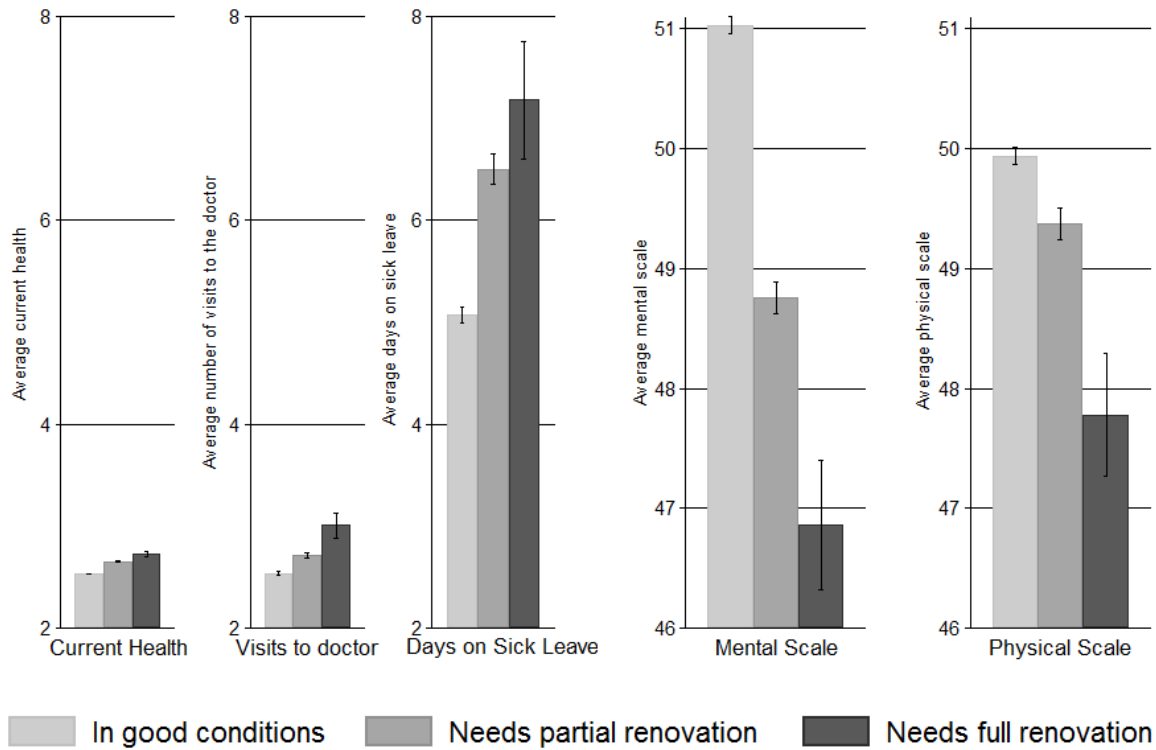 8
6
4
2
Average current health
Current Health
8
6
4
2
Average number of visits to the doctor
Visits to doctor
8
6
4
2
Average days on sick leave
Days on Sick Leave
51
50
49
48
47
46
Average mental scale
Mental Scale
51
50
49
48
47
46
Average physical scale
Physical Scale
In good conditions
Needs partial renovation
Needs full renovation